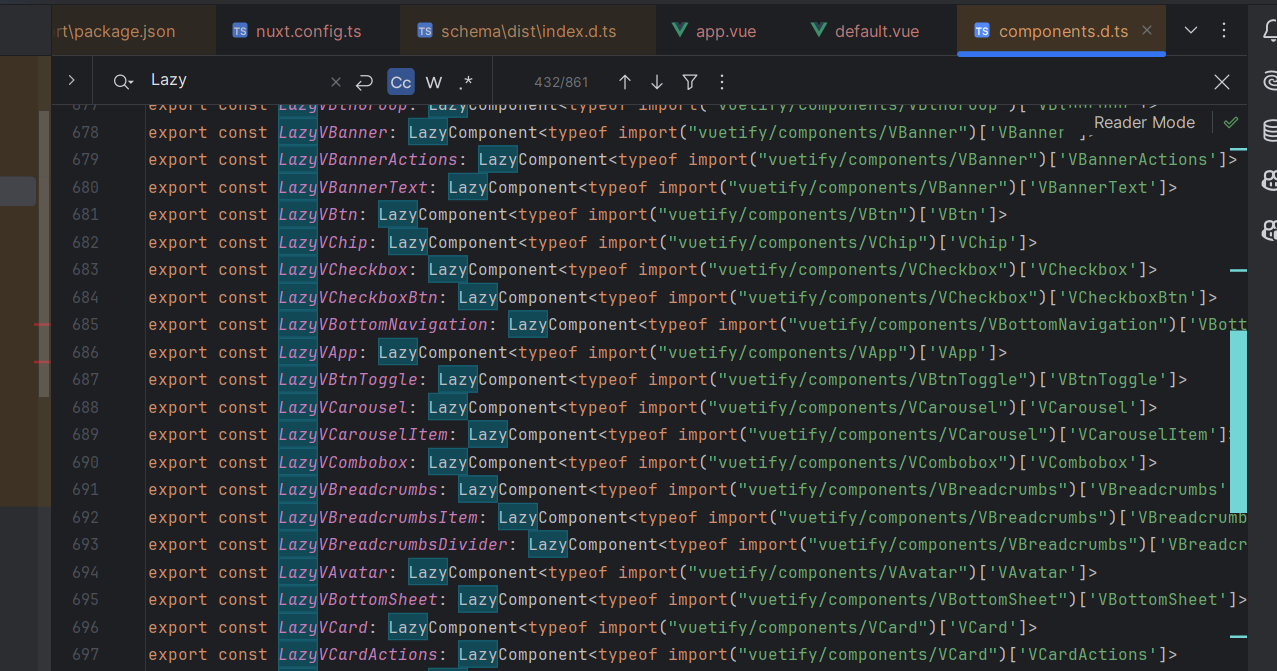 rt\package.json
TS nuxt.config.ts
TS schema\dist\index.d.ts
app.vue
default.vue
TS components.d.ts
Lazy
Cc W .* 432/861
Reader Mode
678 export const LazyVBanner: LazyComponent<typeof import("vuetify/components/VBanner")['VBanner ]>
679 export const LazyVBannerActions: LazyComponent<typeof import("vuetify/components/VBanner")['VBannerActions']>
680 export const LazyVBannerText: LazyComponent<typeof import("vuetify/components/VBanner")['VBannerText']>
681 export const LazyVBtn: LazyComponent<typeof import("vuetify/components/VBtn")['VBtn']>
682 export const LazyVChip: LazyComponent<typeof import("vuetify/components/VChip")['VChip']>
683 export const LazyVCheckbox: LazyComponent<typeof import("vuetify/components/VCheckbox")['VCheckbox']>
684 export const LazyVCheckboxBtn: LazyComponent<typeof import("vuetify/components/VCheckbox")['VCheckboxBtn']>
685 export const LazyVBottomNavigation: LazyComponent<typeof import("vuetify/components/VBottomNavigation")['VBott
686 export const LazyVApp: LazyComponent<typeof import("vuetify/components/VApp")['VApp']>
687 export const LazyVBtnToggle: LazyComponent<typeof import("vuetify/components/VBtnToggle")['VBtnToggle']>
688 export const LazyVCarousel: LazyComponent<typeof import("vuetify/components/VCarousel")['VCarousel']>
689 export const LazyVCarouselItem: LazyComponent<typeof import("vuetify/components/VCarousel")['VCarouselItem']>
690 export const LazyVCombobox: LazyComponent<typeof import("vuetify/components/VCombobox")['VCombobox']>
691 export const LazyVBreadcrumbs: LazyComponent<typeof import("vuetify/components/VBreadcrumbs")['VBreadcrumbs'
692 export const LazyVBreadcrumbsItem: LazyComponent<typeof import("vuetify/components/VBreadcrumbs")['VBreadcrumb
693 export const LazyVBreadcrumbsDivider: LazyComponent<typeof import("vuetify/components/VBreadcrumbs")['VBreadcr
694 export const LazyVAvatar: LazyComponent<typeof import("vuetify/components/VAvatar")['VAvatar']>
695 export const LazyVBottomSheet: LazyComponent<typeof import("vuetify/components/VBottomSheet")['VBottomSheet']>
696 export const LazyVCard: LazyComponent<typeof import("vuetify/components/VCard")['VCard']>
697 export const LazyVCardActions: LazyComponent<typeof import("vuetify/components/VCard")['VCardActions']>